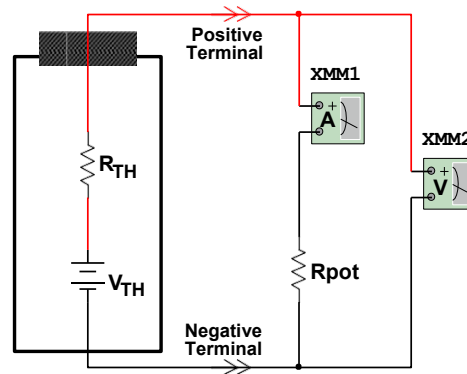 Positive
Terminal
XMM1
+
A
XMM2
+
V
RTH
Rpot
VTH
Negative
Terminal